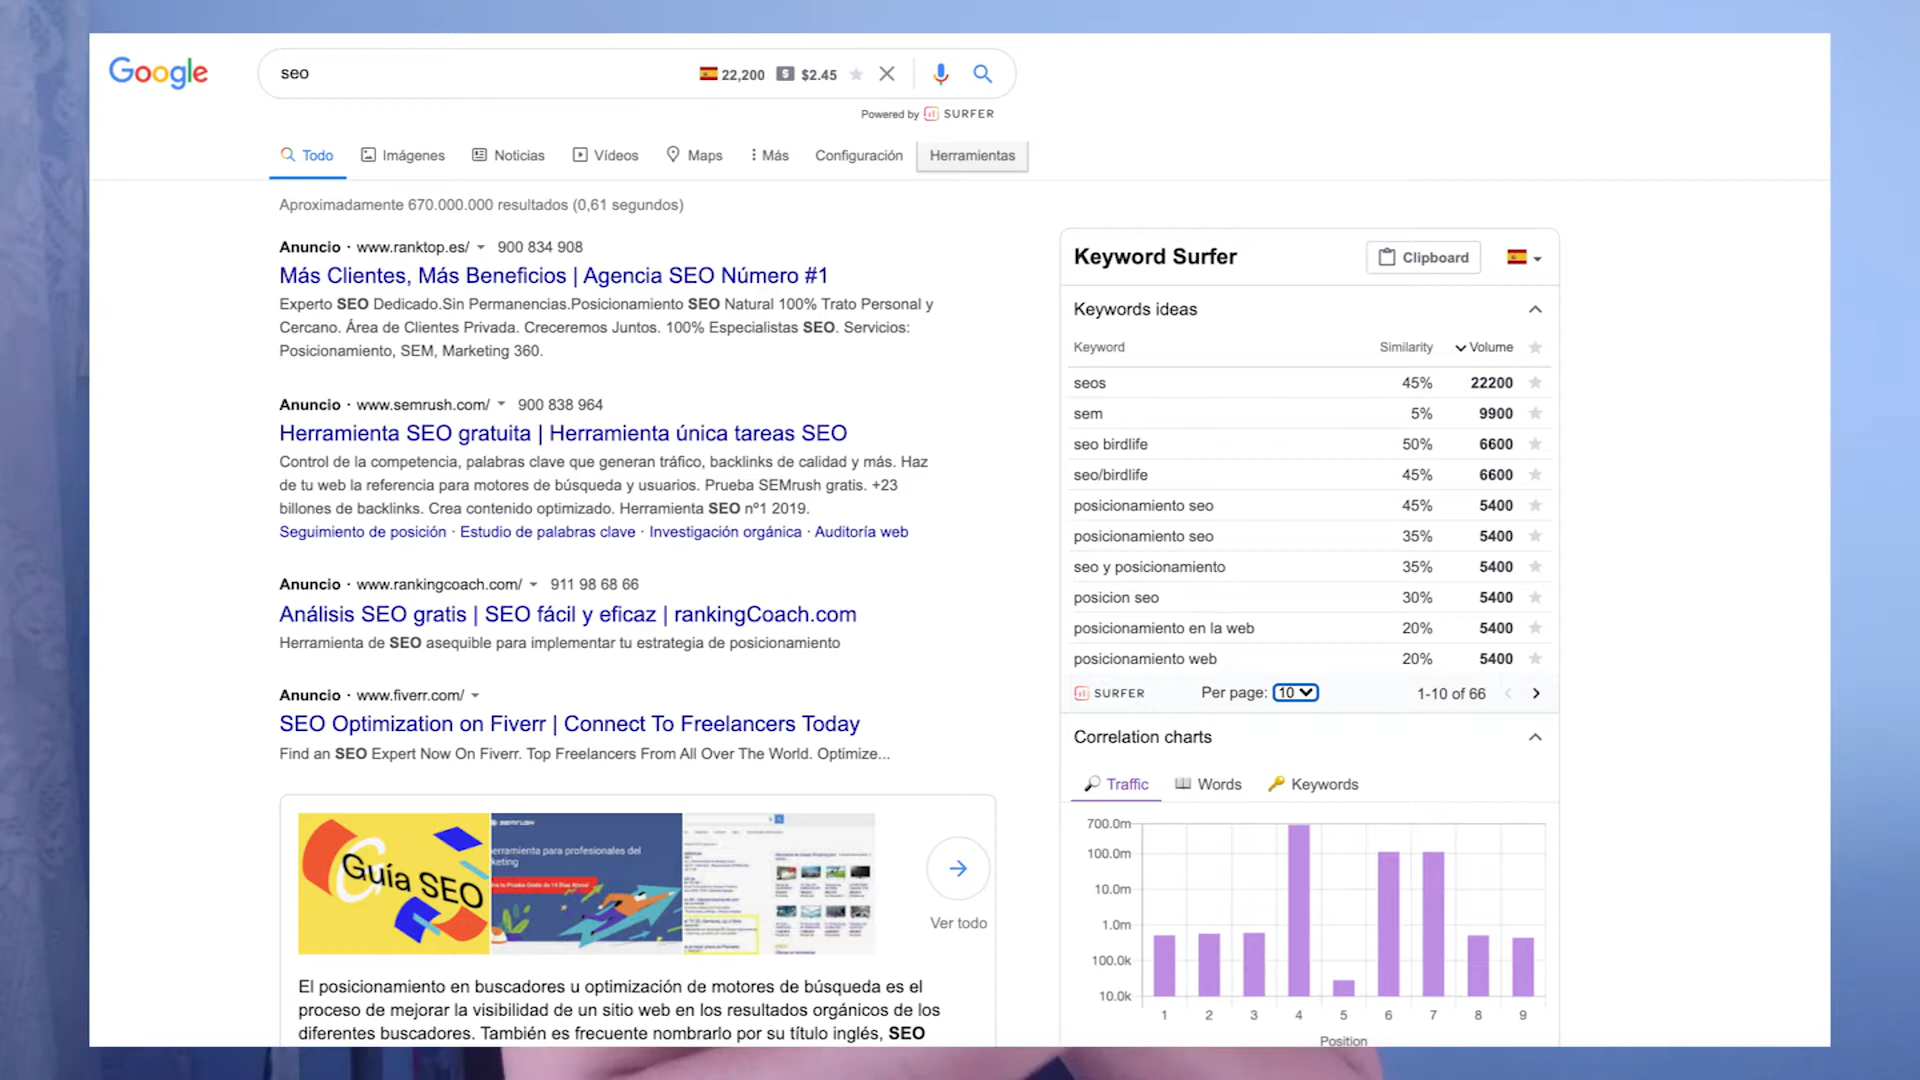 Google
seo
22,200 $2.45
Powered by SURFER
Todo Imágenes Noticias Vídeos Maps Más Configuración Herramientas
Aproximadamente 670.000.000 resultados (0,61 segundos)
Anuncio · www.ranktop.es/ 900 834 908
Más Clientes, Más Beneficios | Agencia SEO Número #1
Experto SEO Dedicado.Sin Permanencias.Posicionamiento SEO Natural 100% Trato Personal y
Cercano. Área de Clientes Privada. Creceremos Juntos. 100% Especialistas SEO. Servicios:
Posicionamiento, SEM, Marketing 360.
Anuncio · www.semrush.com/ 900 838 964
Herramienta SEO gratuita | Herramienta única tareas SEO
Control de la competencia, palabras clave que generan tráfico, backlinks de calidad y más. Haz
de tu web la referencia para motores de búsqueda y usuarios. Prueba SEMrush gratis. +23
billones de backlinks. Crea contenido optimizado. Herramienta SEO nº1 2019.
Seguimiento de posición · Estudio de palabras clave · Investigación orgánica · Auditoría web
Anuncio · www.rankingcoach.com/ 911 98 68 66
Análisis SEO gratis | SEO fácil y eficaz | rankingCoach.com
Herramienta de SEO asequible para implementar tu estrategia de posicionamiento
Anuncio · www.fiverr.com/
SEO Optimization on Fiverr | Connect To Freelancers Today
Find an SEO Expert Now On Fiverr. Top Freelancers From All Over The World. Optimize...
Guía SEO
semrush
erramienta para profesionales del
keting
Ver todo
El posicionamiento en buscadores u optimización de motores de búsqueda es el
proceso de mejorar la visibilidad de un sitio web en los resultados orgánicos de los
diferentes buscadores. También es frecuente nombrarlo por su título inglés, SEO
Keyword Surfer Clipboard
Keywords ideas
Keyword Similarity Volume
seos 45% 22200
sem 5% 9900
seo birdlife 50% 6600
seo/birdlife 45% 6600
posicionamiento seo 45% 5400
posicionamiento seo 35% 5400
seo y posicionamiento 35% 5400
posicion seo 30% 5400
posicionamiento en la web 20% 5400
posicionamiento web 20% 5400
SURFER Per page: 10 1-10 of 66
Correlation charts
Traffic Words Keywords
700.0m
100.0m
10.0m
1.0m
100.0k
10.0k
1 2 3 4 5 6 7 8 9
Position